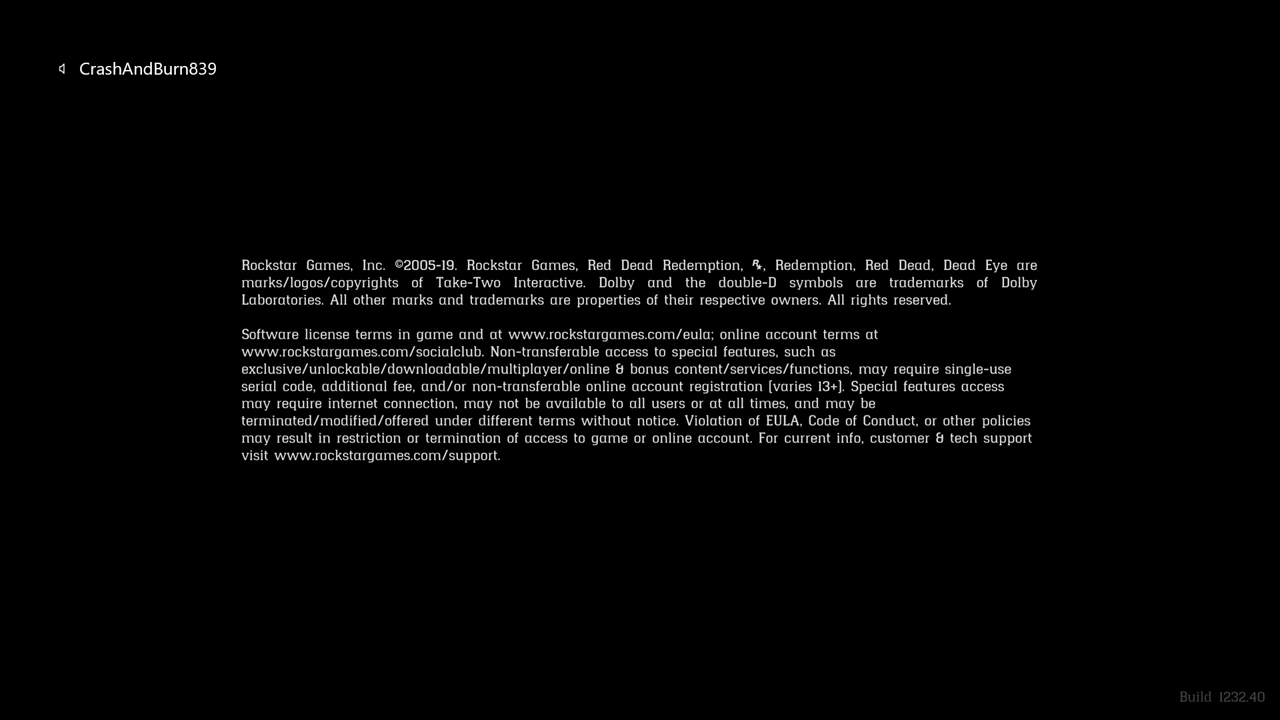 CrashAndBurn839
Rockstar Games, Inc. ©2005-19. Rockstar Games, Red Dead Redemption, R★, Redemption, Red Dead, Dead Eye are
marks/logos/copyrights of Take-Two Interactive. Dolby and the double-D symbols are trademarks of Dolby
Laboratories. All other marks and trademarks are properties of their respective owners. All rights reserved.
Software license terms in game and at www.rockstargames.com/eula; online account terms at
www.rockstargames.com/socialclub. Non-transferable access to special features, such as
exclusive/unlockable/downloadable/multiplayer/online & bonus content/services/functions, may require single-use
serial code, additional fee, and/or non-transferable online account registration (varies 13+). Special features access
may require internet connection, may not be available to all users or at all times, and may be
terminated/modified/offered under different terms without notice. Violation of EULA, Code of Conduct, or other policies
may result in restriction or termination of access to game or online account. For current info, customer & tech support
visit www.rockstargames.com/support.
Build 1232.40